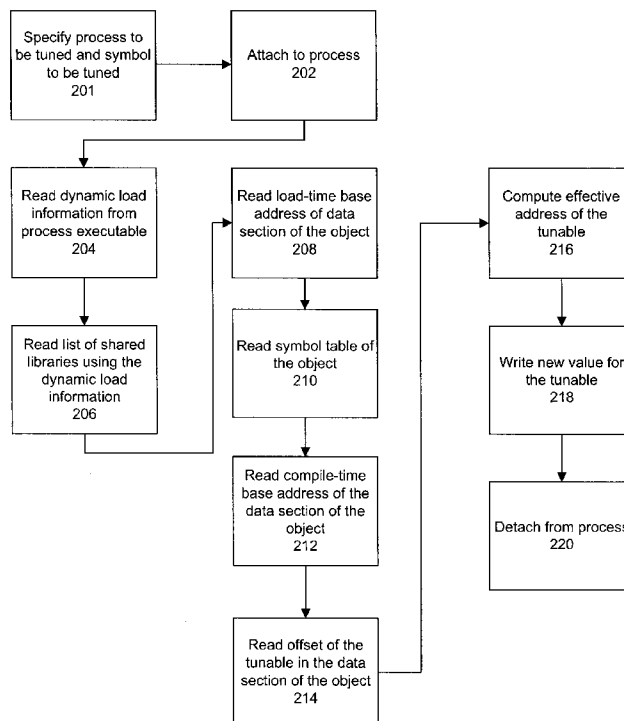 Specify process to
be tuned and symbol
to be tuned
201
Attach to process
202
Read dynamic load
information from
process executable
204
Read list of shared
libraries using the
dynamic load
information
206
Read load-time base
address of data
section of the object
208
Read symbol table of
the object
210
Read compile-time
base address of the
data section of the
object
212
Read offset of the
tunable in the data
section of the object
214
Compute effective
address of the
tunable
216
Write new value for
the tunable
218
Detach from process
220